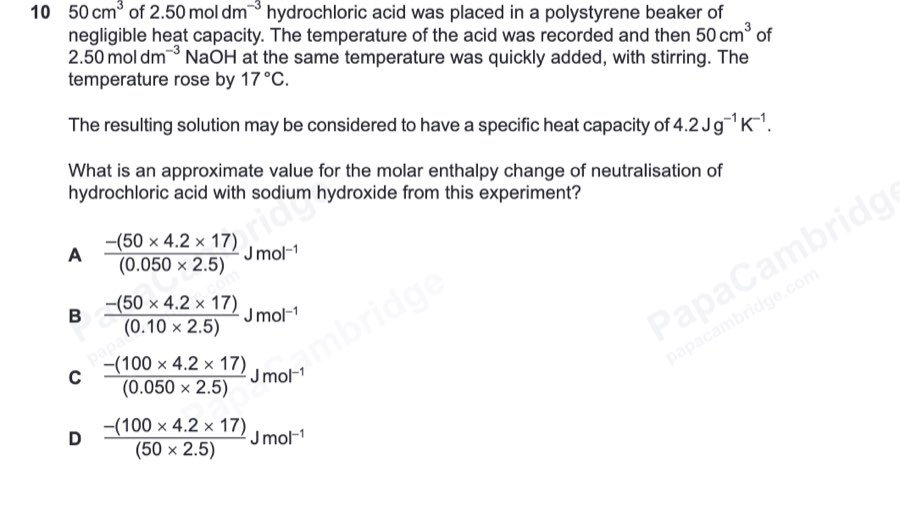 10 50 cm³ of 2.50 mol dm⁻³ hydrochloric acid was placed in a polystyrene beaker of
negligible heat capacity. The temperature of the acid was recorded and then 50 cm³ of
2.50 mol dm⁻³ NaOH at the same temperature was quickly added, with stirring. The
temperature rose by 17 °C.
The resulting solution may be considered to have a specific heat capacity of 4.2 J g⁻¹ K⁻¹.
What is an approximate value for the molar enthalpy change of neutralisation of
hydrochloric acid with sodium hydroxide from this experiment?
A −(50 × 4.2 × 17) / (0.050 × 2.5) J mol⁻¹
B −(50 × 4.2 × 17) / (0.10 × 2.5) J mol⁻¹
C −(100 × 4.2 × 17) / (0.050 × 2.5) J mol⁻¹
D −(100 × 4.2 × 17) / (50 × 2.5) J mol⁻¹
PapaCambridge
papacambridge.com